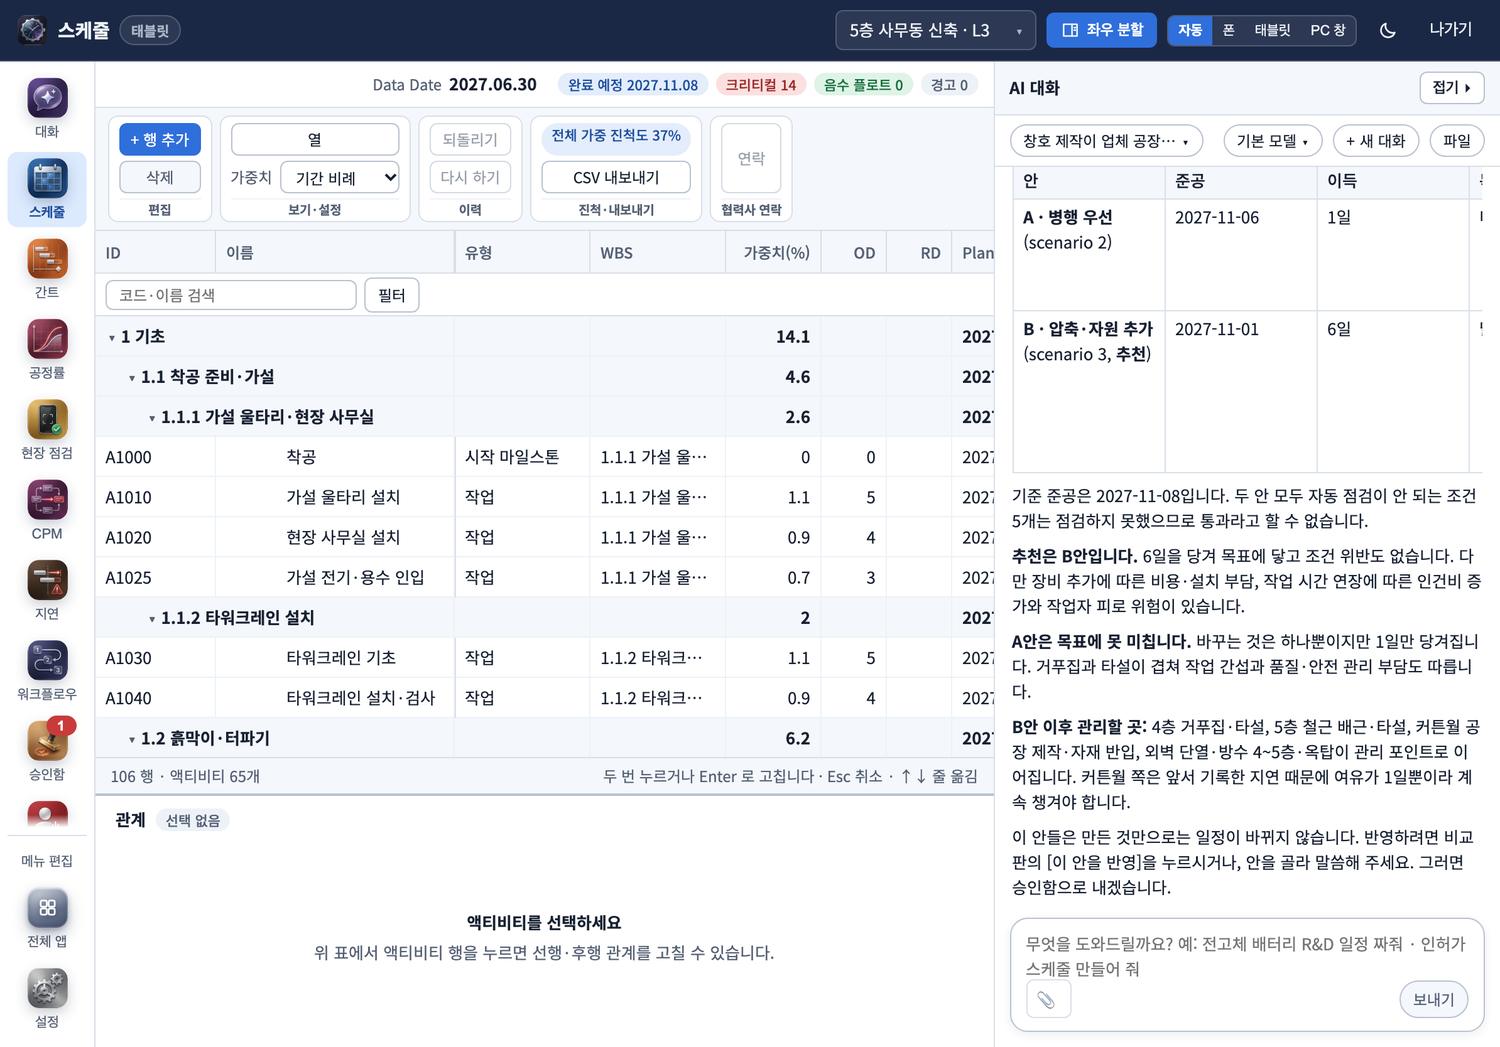 스케줄 태블릿
5층 사무동 신축 · L3
좌우 분할
자동 폰 태블릿 PC 창
나가기
대화
스케줄
간트
공정률
현장 점검
CPM
지연
워크플로우
1
승인함
메뉴 편집
전체 앱
설정
Data Date 2027.06.30 완료 예정 2027.11.08 크리티컬 14 음수 플로트 0 경고 0
+ 행 추가
삭제
편집
열
가중치 기간 비례
보기·설정
되돌리기
다시 하기
이력
전체 가중 진척도 37%
CSV 내보내기
진척·내보내기
연락
협력사 연락
ID 이름 유형 WBS 가중치(%) OD RD Plan
코드·이름 검색 필터
1 기초 14.1 202
1.1 착공 준비·가설 4.6 202
1.1.1 가설 울타리·현장 사무실 2.6 202
A1000 착공 시작 마일스톤 1.1.1 가설 울… 0 0 2027
A1010 가설 울타리 설치 작업 1.1.1 가설 울… 1.1 5 2027
A1020 현장 사무실 설치 작업 1.1.1 가설 울… 0.9 4 2027
A1025 가설 전기·용수 인입 작업 1.1.1 가설 울… 0.7 3 2027
1.1.2 타워크레인 설치 2 202
A1030 타워크레인 기초 작업 1.1.2 타워크… 1.1 5 2027
A1040 타워크레인 설치·검사 작업 1.1.2 타워크… 0.9 4 2027
1.2 흙막이·터파기 6.2 202
106 행 · 액티비티 65개
두 번 누르거나 Enter 로 고칩니다 · Esc 취소 · ↑↓ 줄 옮김
관계 선택 없음
액티비티를 선택하세요
위 표에서 액티비티 행을 누르면 선행·후행 관계를 고칠 수 있습니다.
AI 대화
접기
창호 제작이 업체 공장…
기본 모델
+ 새 대화
파일
안 준공 이득
A · 병행 우선 2027-11-06 1일
(scenario 2)
B · 압축·자원 추가 2027-11-01 6일
(scenario 3, 추천)
기준 준공은 2027-11-08입니다. 두 안 모두 자동 점검이 안 되는 조건
5개는 점검하지 못했으므로 통과라고 할 수 없습니다.
추천은 B안입니다. 6일을 당겨 목표에 닿고 조건 위반도 없습니다. 다
만 장비 추가에 따른 비용·설치 부담, 작업 시간 연장에 따른 인건비 증
가와 작업자 피로 위험이 있습니다.
A안은 목표에 못 미칩니다. 바꾸는 것은 하나뿐이지만 1일만 당겨집니
다. 거푸집과 타설이 겹쳐 작업 간섭과 품질·안전 관리 부담도 따릅니
다.
B안 이후 관리할 곳: 4층 거푸집·타설, 5층 철근 배근·타설, 커튼월 공
장 제작·자재 반입, 외벽 단열·방수 4~5층·옥탑이 관리 포인트로 이
어집니다. 커튼월 쪽은 앞서 기록한 지연 때문에 여유가 1일뿐이라 계
속 챙겨야 합니다.
이 안들은 만든 것만으로는 일정이 바뀌지 않습니다. 반영하려면 비교
판의 [이 안을 반영]을 누르시거나, 안을 골라 말씀해 주세요. 그러면
승인함으로 내겠습니다.
무엇을 도와드릴까요? 예: 전고체 배터리 R&D 일정 짜줘 · 인허가
스케줄 만들어 줘
보내기